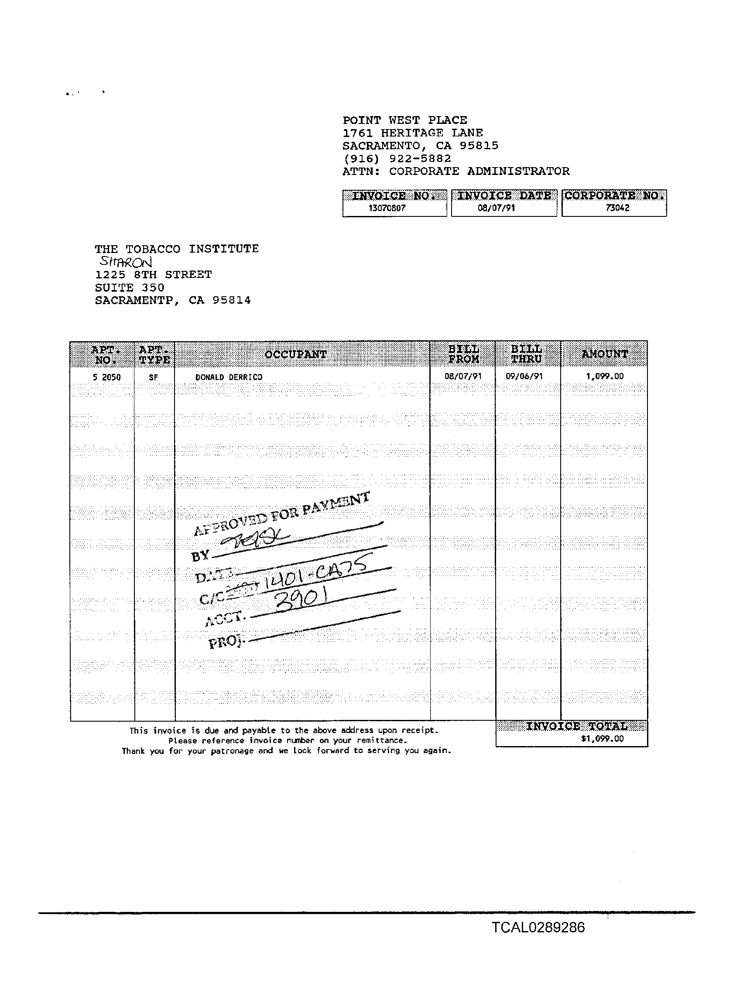 POINT WEST PLACE
1761 HERITAGE LANE
SACRAMENTO, CA 95815
(916) 922-5882
ATTN: CORPORATE ADMINISTRATOR
INVOICE NO. INVOICE DATE CORPORATE NO.
13070807 08/07/91 73042
THE TOBACCO INSTITUTE
SHARON
1225 8TH STREET
SUITE 350
SACRAMENTP, CA 95814
APT. NO. APT. TYPE OCCUPANT BILL FROM BILL THRU AMOUNT
5 2050 SF DONALD DERRICO 08/07/91 09/06/91 1,099.00
APPROVED FOR PAYMENT
BY
DATE
C/C 1401-CA75
ACCT. 3901
PROJ.
This invoice is due and payable to the above address upon receipt.
Please reference invoice number on your remittance.
Thank you for your patronage and we look forward to serving you again.
INVOICE TOTAL
$1,099.00
TCAL0289286